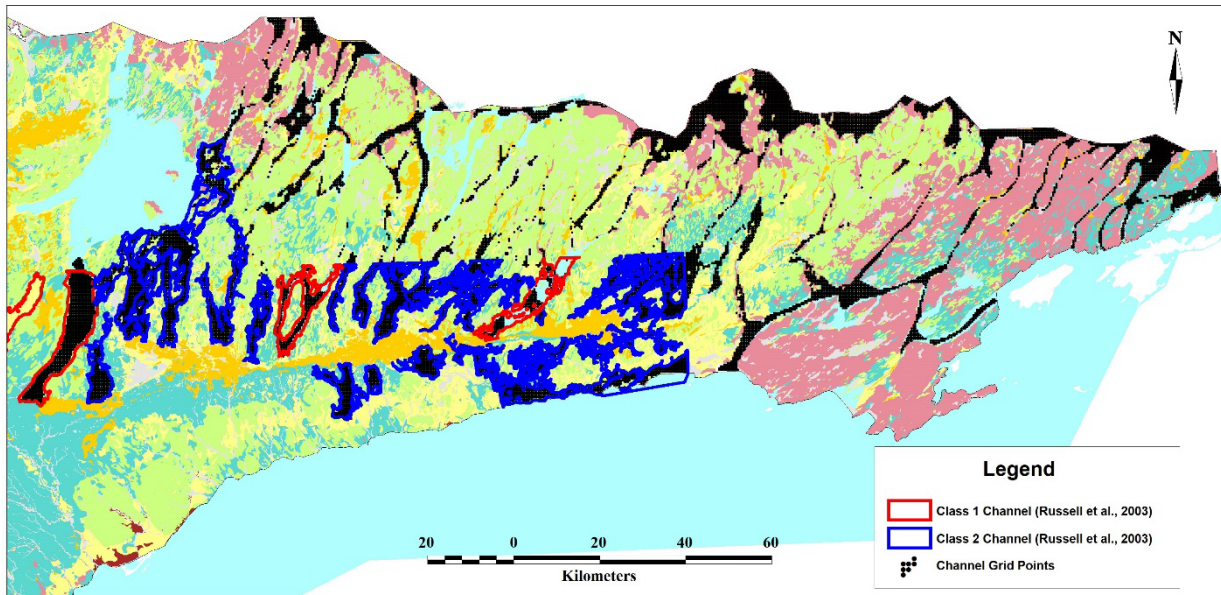 N
Legend
Class 1 Channel (Russell et al., 2003)
Class 2 Channel (Russell et al., 2003)
Channel Grid Points
20 0 20 40 60
Kilometers